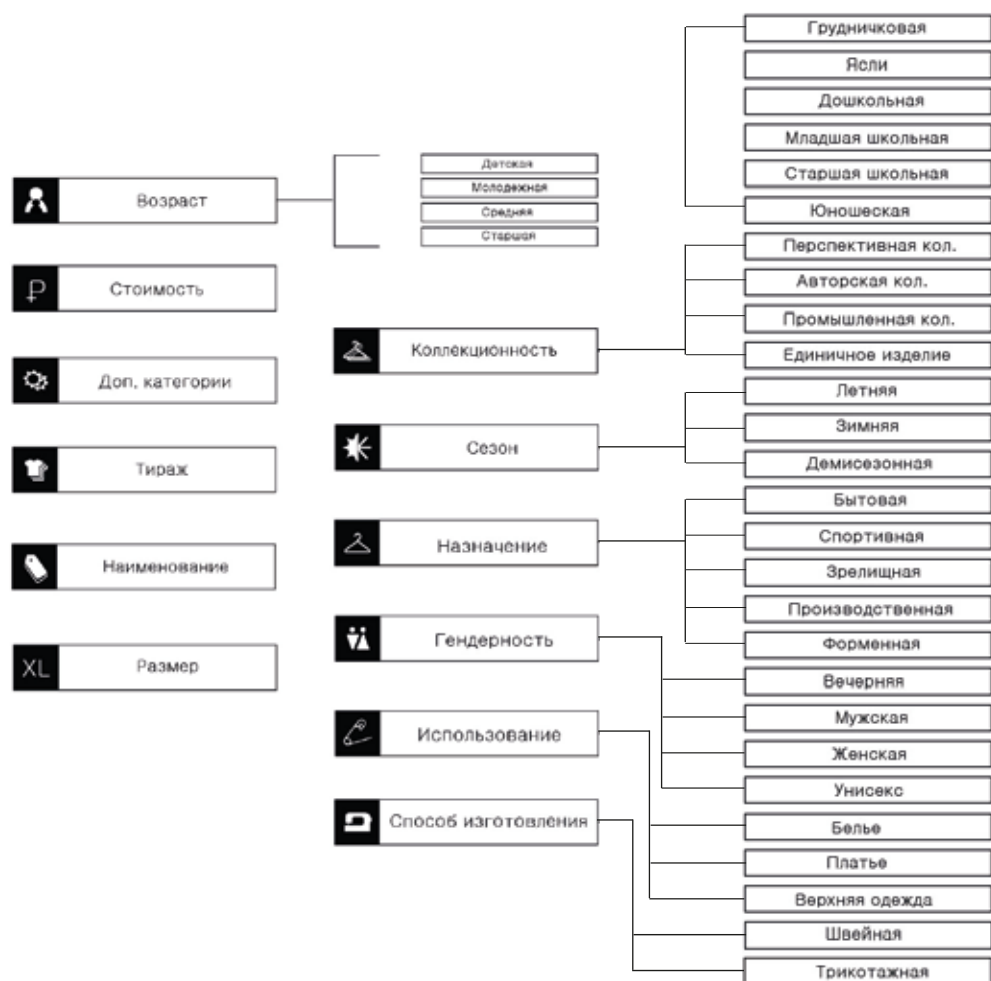 Возраст
Стоимость
Доп. категории
Тираж
Наименование
XL
Размер
Детская
Молодежная
Средняя
Старшая
Коллекционность
Сезон
Назначение
Гендерность
Использование
Способ изготовления
Грудничковая
Ясли
Дошкольная
Младшая школьная
Старшая школьная
Юношеская
Перспективная кол.
Авторская кол.
Промышленная кол.
Единичное изделие
Летняя
Зимняя
Демисезонная
Бытовая
Спортивная
Зрелищная
Производственная
Форменная
Вечерняя
Мужская
Женская
Унисекс
Белье
Платье
Верхняя одежда
Швейная
Трикотажная